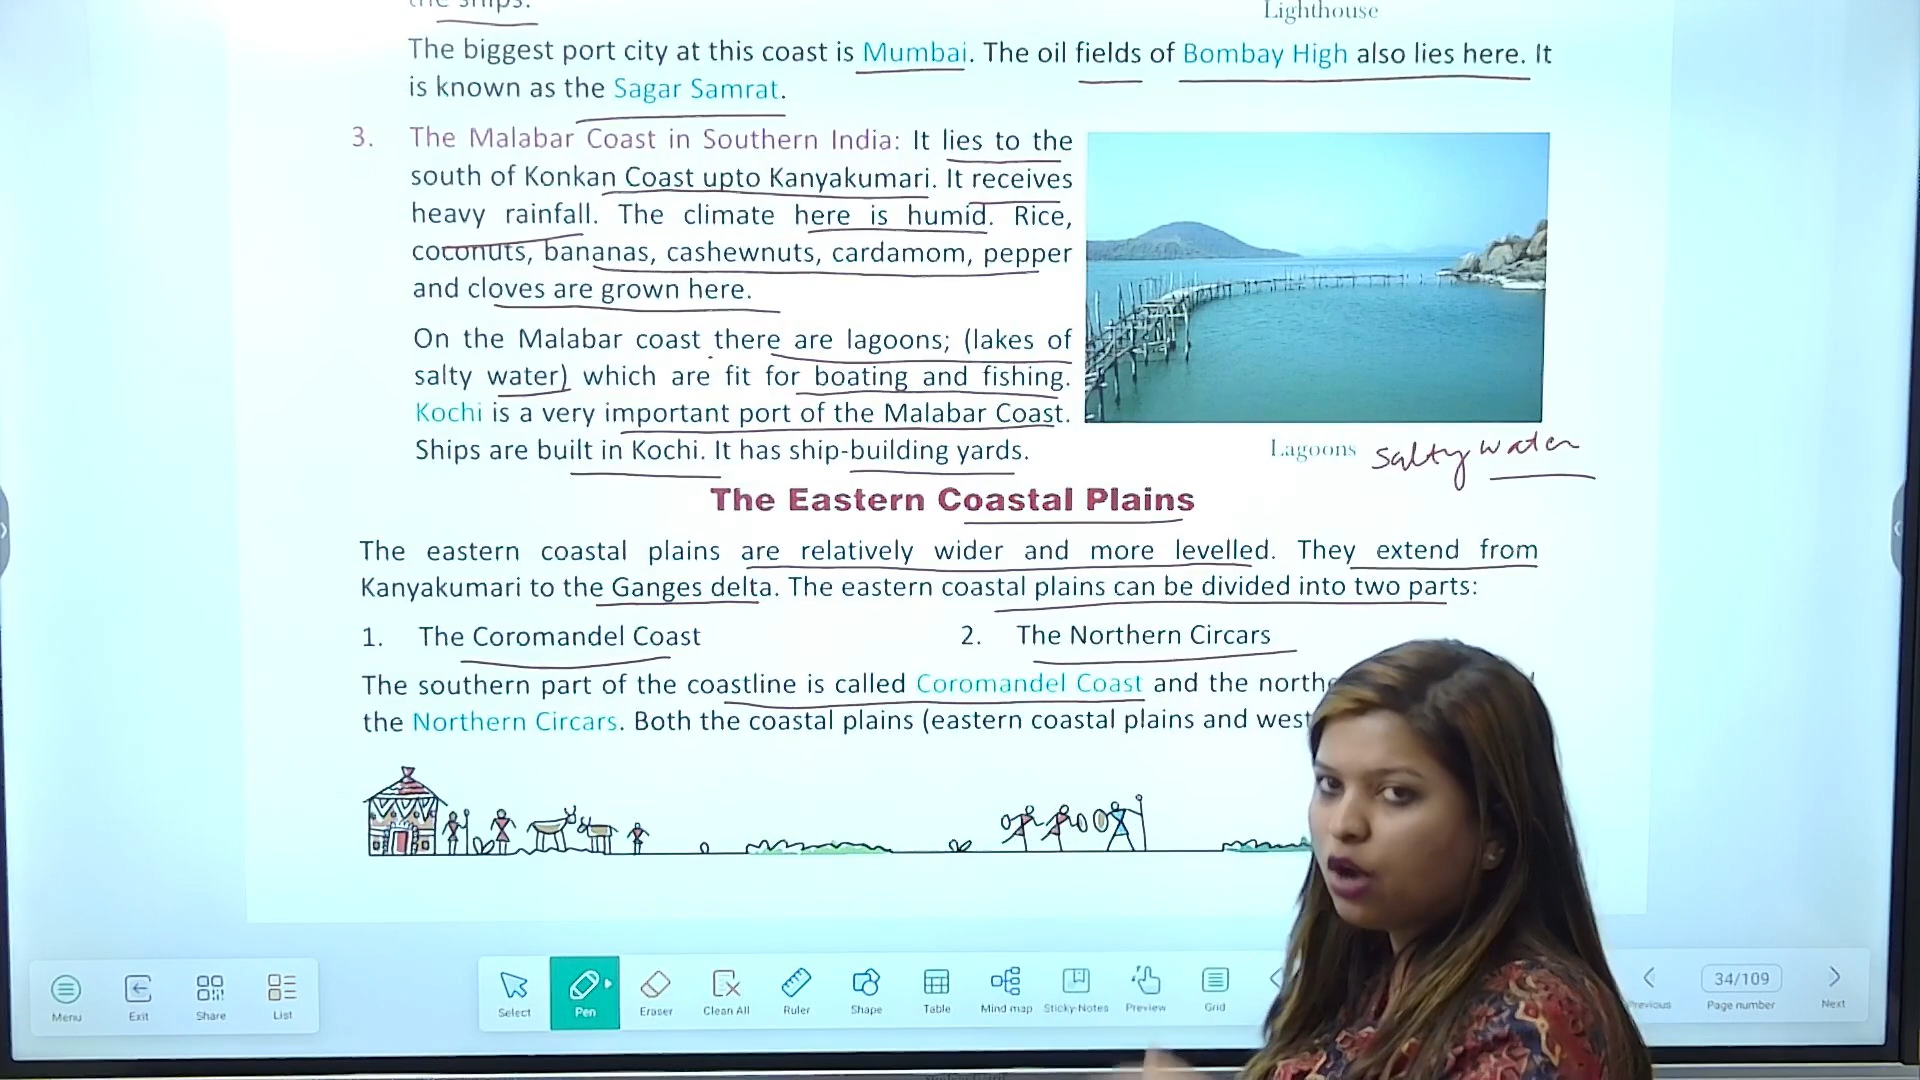 the ships.
Lighthouse
The biggest port city at this coast is Mumbai. The oil fields of Bombay High also lies here. It
is known as the Sagar Samrat.
3. The Malabar Coast in Southern India: It lies to the
south of Konkan Coast upto Kanyakumari. It receives
heavy rainfall. The climate here is humid. Rice,
coconuts, bananas, cashewnuts, cardamom, pepper
and cloves are grown here.
On the Malabar coast there are lagoons; (lakes of
salty water) which are fit for boating and fishing.
Kochi is a very important port of the Malabar Coast.
Ships are built in Kochi. It has ship-building yards.
Lagoons salty water
The Eastern Coastal Plains
The eastern coastal plains are relatively wider and more levelled. They extend from
Kanyakumari to the Ganges delta. The eastern coastal plains can be divided into two parts:
1. The Coromandel Coast 2. The Northern Circars
The southern part of the coastline is called Coromandel Coast and the
the Northern Circars. Both the coastal plains (eastern coastal plains and
Menu Exit Share List Select Pen Eraser Clean All Ruler Shape Table Mind map Sticky Notes Preview Grid Previous 34/109 Page number Next